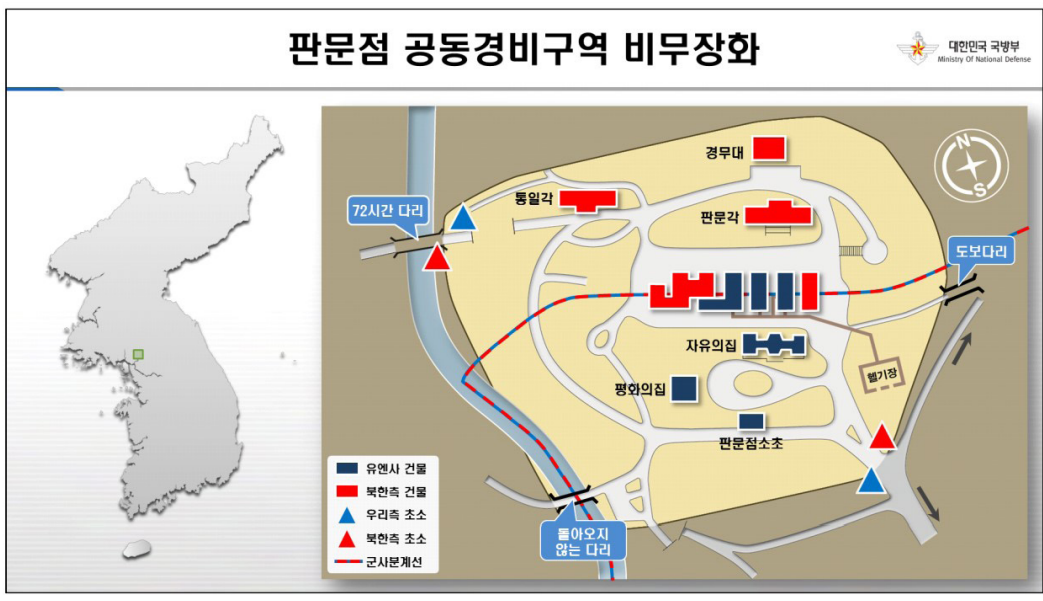 판문점 공동경비구역 비무장화
대한민국 국방부
Ministry Of National Defense
경무대
N
S
통일각
판문각
72시간 다리
도보다리
자유의집
헬기장
평화의집
판문점소초
유엔사 건물
북한측 건물
우리측 초소
북한측 초소
군사분계선
돌아오지
않는 다리